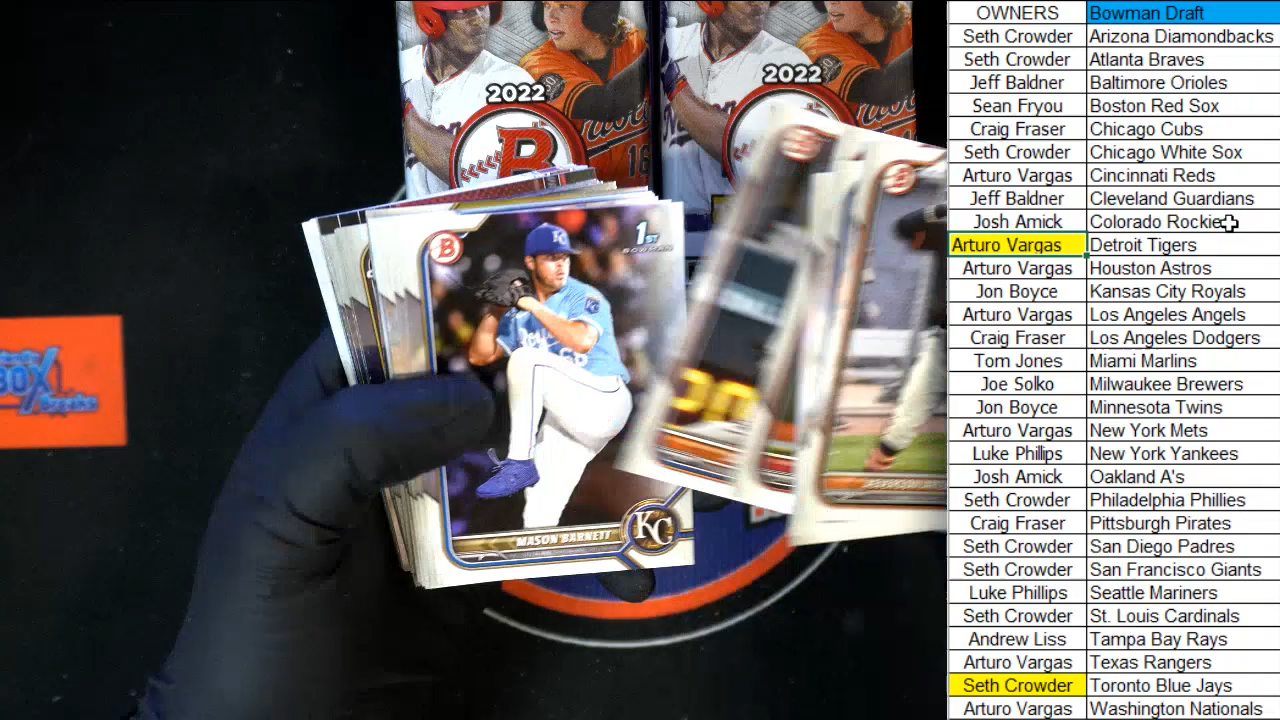 2022
2022
B
16
B
1ST
BOWMAN
Royals
KC
MASON BARNETT
KC
BOX
Breaks
OWNERS Bowman Draft
Seth Crowder Arizona Diamondbacks
Seth Crowder Atlanta Braves
Jeff Baldner Baltimore Orioles
Sean Fryou Boston Red Sox
Craig Fraser Chicago Cubs
Seth Crowder Chicago White Sox
Arturo Vargas Cincinnati Reds
Jeff Baldner Cleveland Guardians
Josh Amick Colorado Rockies
Arturo Vargas Detroit Tigers
Arturo Vargas Houston Astros
Jon Boyce Kansas City Royals
Arturo Vargas Los Angeles Angels
Craig Fraser Los Angeles Dodgers
Tom Jones Miami Marlins
Joe Solko Milwaukee Brewers
Jon Boyce Minnesota Twins
Arturo Vargas New York Mets
Luke Phillips New York Yankees
Josh Amick Oakland A's
Seth Crowder Philadelphia Phillies
Craig Fraser Pittsburgh Pirates
Seth Crowder San Diego Padres
Seth Crowder San Francisco Giants
Luke Phillips Seattle Mariners
Seth Crowder St. Louis Cardinals
Andrew Liss Tampa Bay Rays
Arturo Vargas Texas Rangers
Seth Crowder Toronto Blue Jays
Arturo Vargas Washington Nationals